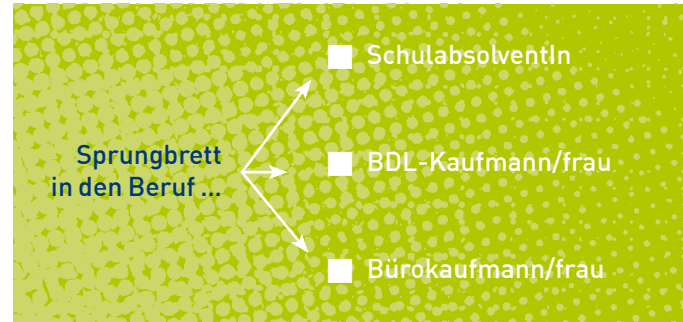 SchulabsolventIn
Sprungbrett
in den Beruf ...
BDL-Kaufmann/frau
Bürokaufmann/frau